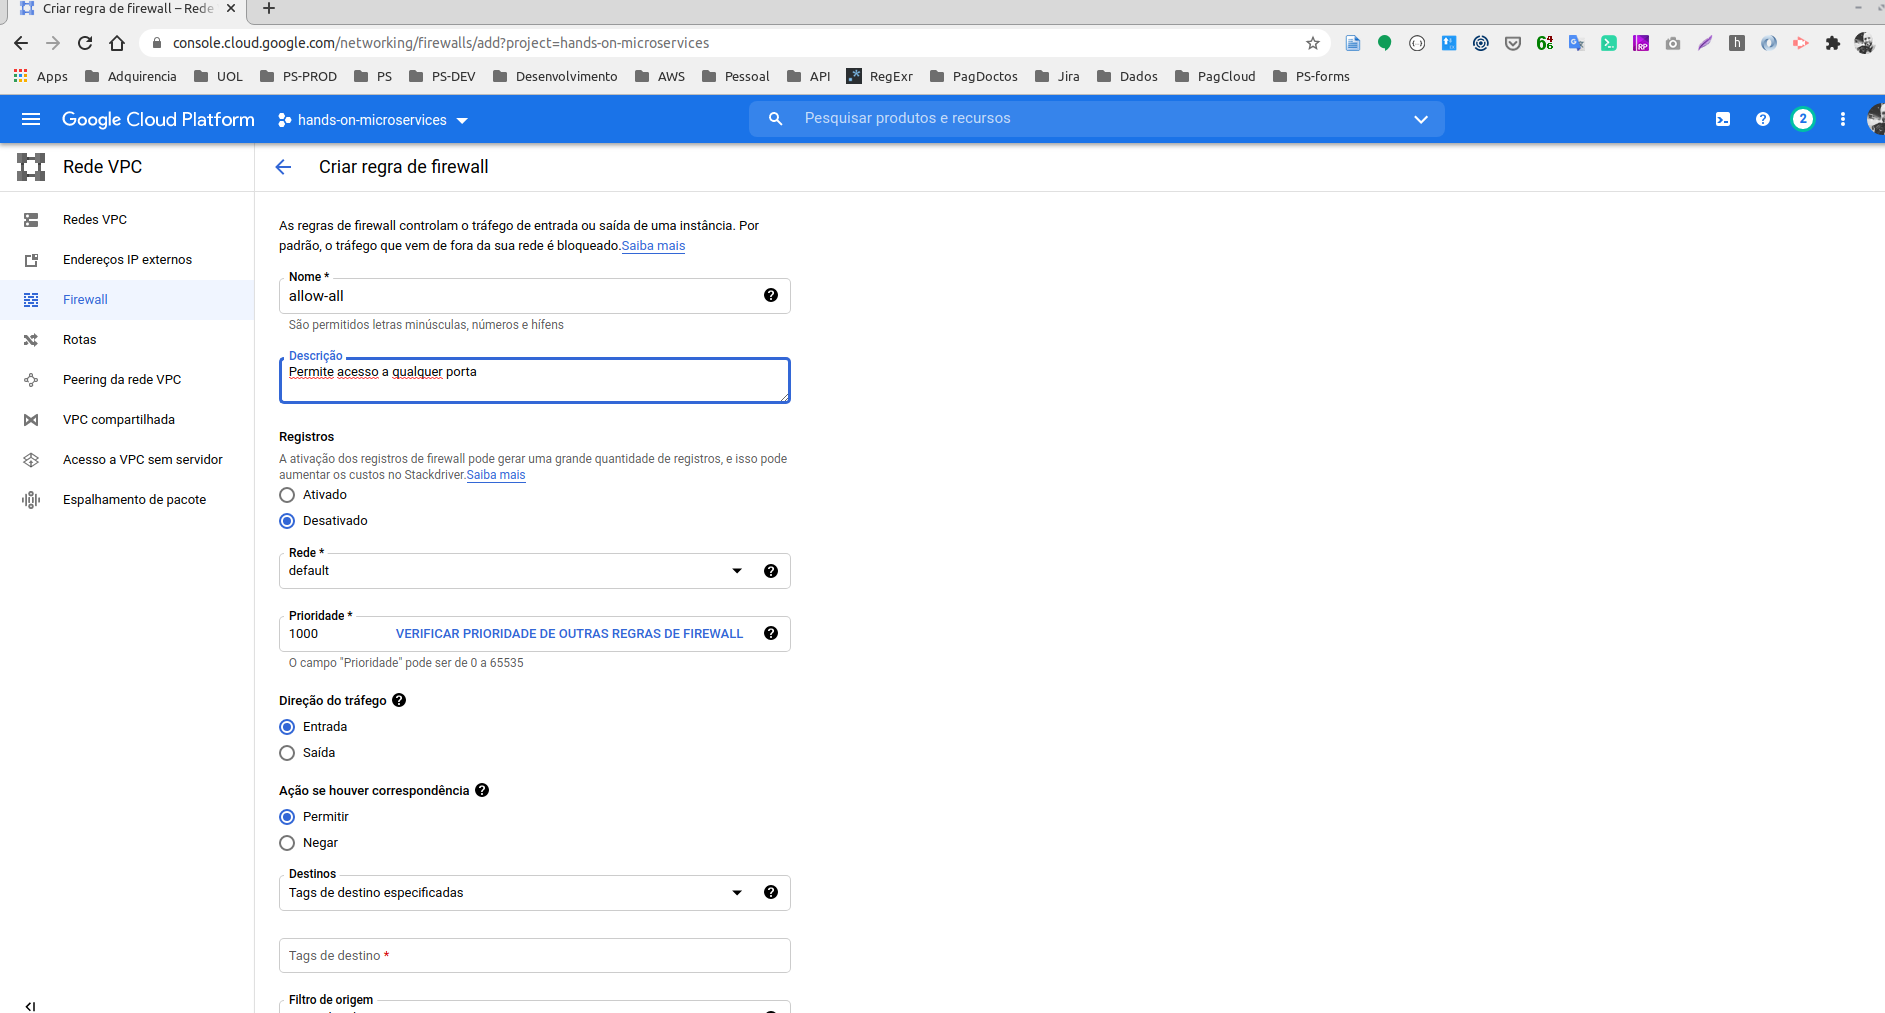 Criar regra de firewall – Rede
console.cloud.google.com/networking/firewalls/add?project=hands-on-microservices
Apps Adquirencia UOL PS-PROD PS PS-DEV Desenvolvimento AWS Pessoal API RegExr PagDoctos Jira Dados PagCloud PS-forms
Google Cloud Platform hands-on-microservices Pesquisar produtos e recursos 2
Rede VPC
Redes VPC
Endereços IP externos
Firewall
Rotas
Peering da rede VPC
VPC compartilhada
Acesso a VPC sem servidor
Espalhamento de pacote
Criar regra de firewall
As regras de firewall controlam o tráfego de entrada ou saída de uma instância. Por
padrão, o tráfego que vem de fora da sua rede é bloqueado.Saiba mais
Nome *
allow-all
São permitidos letras minúsculas, números e hífens
Descrição
Permite acesso a qualquer porta
Registros
A ativação dos registros de firewall pode gerar uma grande quantidade de registros, e isso pode
aumentar os custos no Stackdriver.Saiba mais
Ativado
Desativado
Rede *
default
Prioridade *
1000 VERIFICAR PRIORIDADE DE OUTRAS REGRAS DE FIREWALL
O campo "Prioridade" pode ser de 0 a 65535
Direção do tráfego
Entrada
Saída
Ação se houver correspondência
Permitir
Negar
Destinos
Tags de destino especificadas
Tags de destino *
Filtro de origem